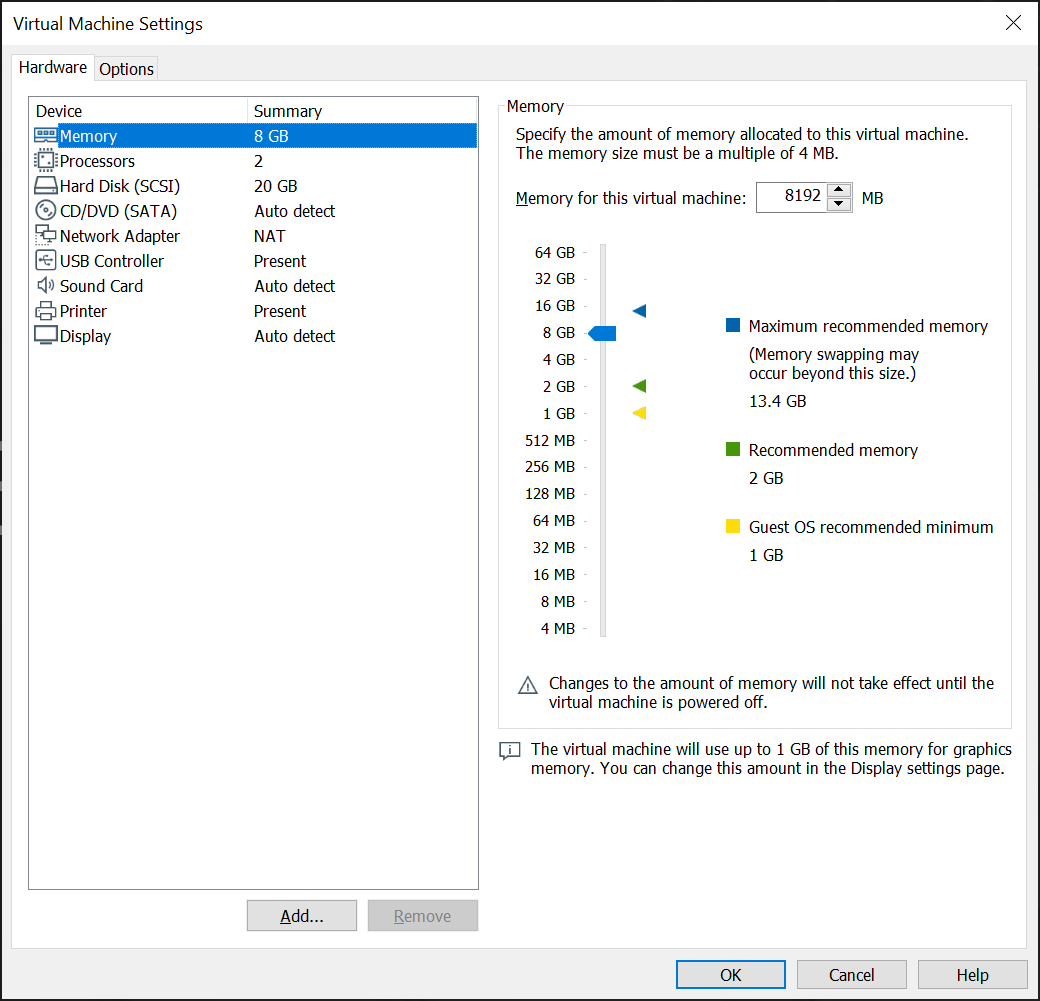 Virtual Machine Settings
Hardware Options
Device Summary
Memory 8 GB
Processors 2
Hard Disk (SCSI) 20 GB
CD/DVD (SATA) Auto detect
Network Adapter NAT
USB Controller Present
Sound Card Auto detect
Printer Present
Display Auto detect
Add... Remove
Memory
Specify the amount of memory allocated to this virtual machine.
The memory size must be a multiple of 4 MB.
Memory for this virtual machine: 8192 MB
64 GB
32 GB
16 GB
8 GB
4 GB
2 GB
1 GB
512 MB
256 MB
128 MB
64 MB
32 MB
16 MB
8 MB
4 MB
Maximum recommended memory
(Memory swapping may
occur beyond this size.)
13.4 GB
Recommended memory
2 GB
Guest OS recommended minimum
1 GB
Changes to the amount of memory will not take effect until the
virtual machine is powered off.
The virtual machine will use up to 1 GB of this memory for graphics
memory. You can change this amount in the Display settings page.
OK Cancel Help